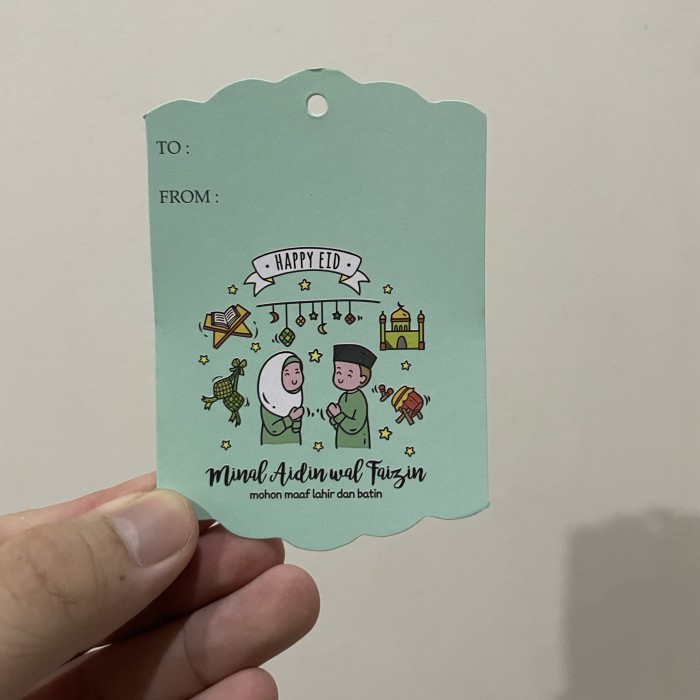 TO :
FROM :
• HAPPY EID •
Minal Aidin wal Faizin
mohon maaf lahir dan batin